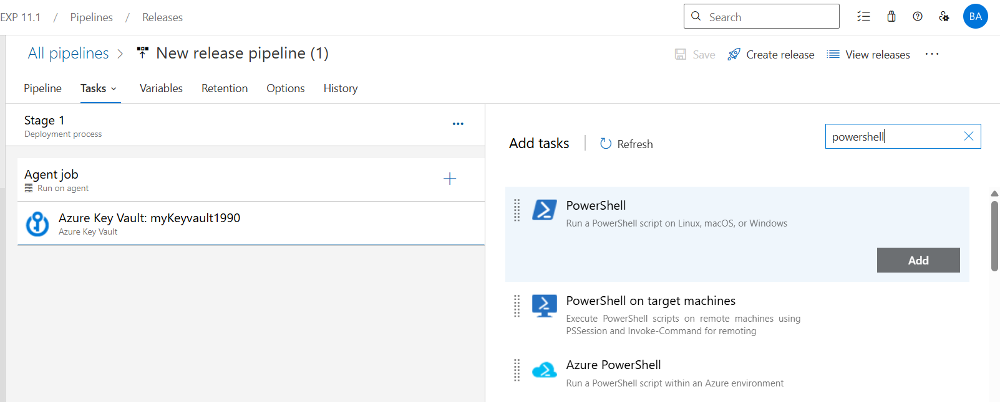 EXP 11.1 / Pipelines / Releases
Search
BA
All pipelines > New release pipeline (1)
Save
Create release
View releases
...
Pipeline
Tasks
Variables
Retention
Options
History
Stage 1
Deployment process
Agent job
Run on agent
Azure Key Vault: myKeyvault1990
Azure Key Vault
Add tasks
Refresh
powershell
PowerShell
Run a PowerShell script on Linux, macOS, or Windows
Add
PowerShell on target machines
Execute PowerShell scripts on remote machines using
PSSession and Invoke-Command for remoting
Azure PowerShell
Run a PowerShell script within an Azure environment